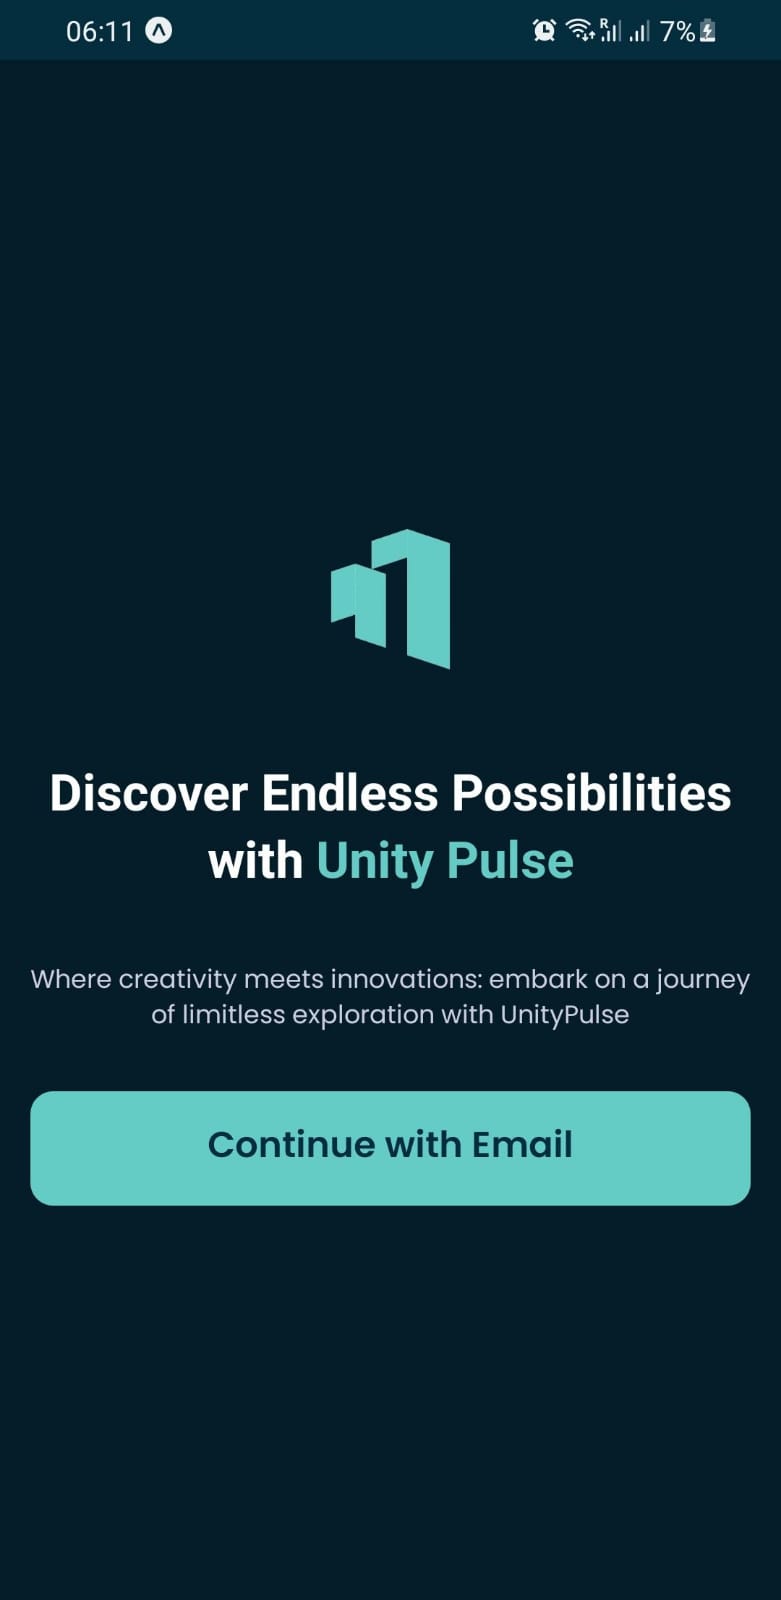 06:11
R
7%
Discover Endless Possibilities
with Unity Pulse
Where creativity meets innovations: embark on a journey
of limitless exploration with UnityPulse
Continue with Email